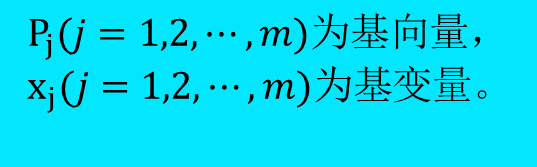 Pj(j = 1,2,⋯,m)为基向量，
xj(j = 1,2,⋯,m)为基变量。